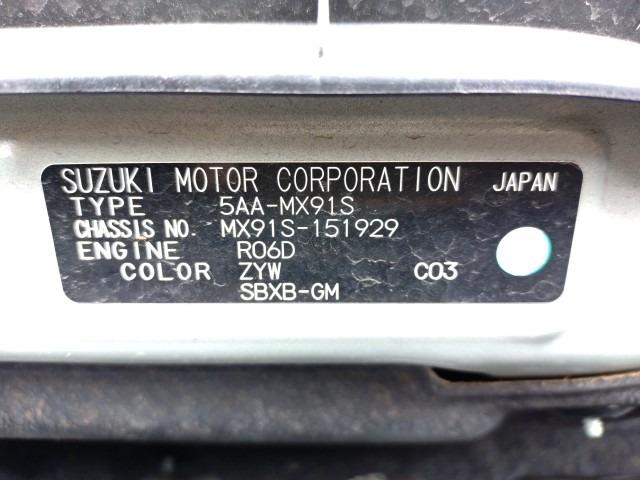 SUZUKI MOTOR CORPORATION JAPAN
TYPE 5AA-MX91S
CHASSIS NO. MX91S-151929
ENGINE R06D
COLOR ZYW C03
SBXB-GM